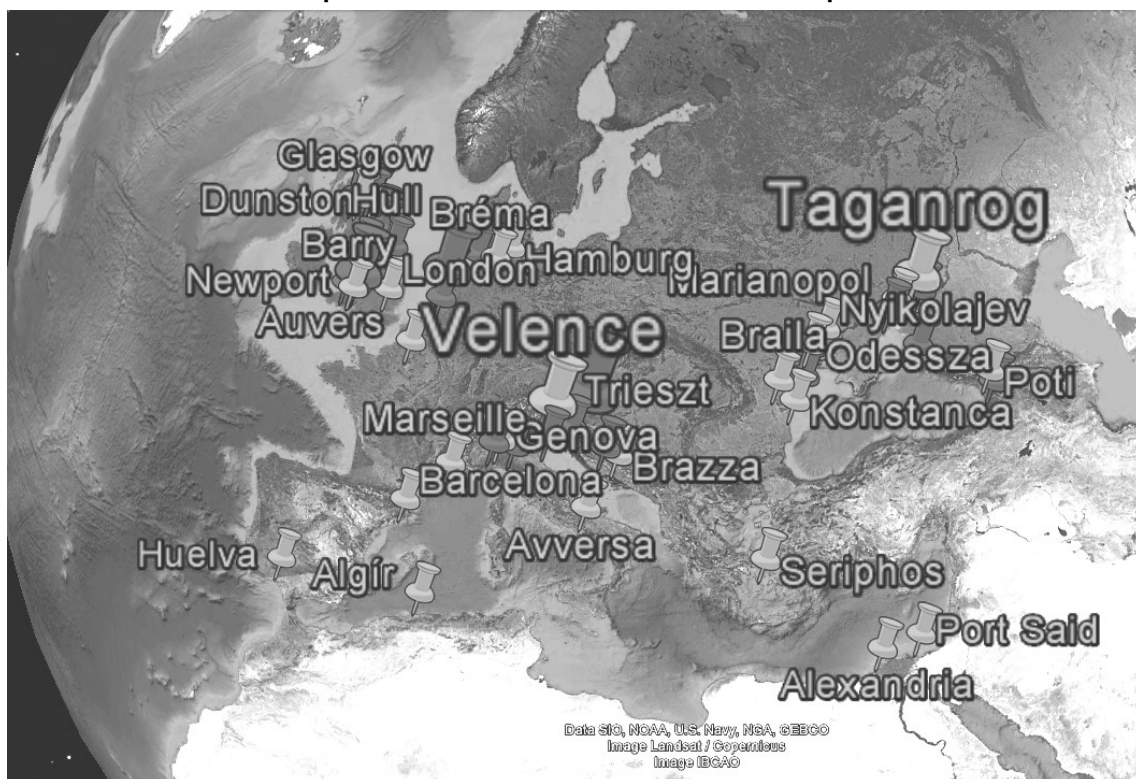 Glasgow
Dunston Hull Bréma
Taganrog
Barry
Newport London Hamburg Marianopol
Auvers Velence Braila Nyikolajev
Odessza
Trieszt Poti
Marseille Genova Konstanca
Barcelona Brazza
Huelva Avversa
Algír Seriphos
Port Said
Alexandria
Data SIO, NOAA, U.S. Navy, NGA, GEBCO
Image Landsat / Copernicus
Image IBCAO